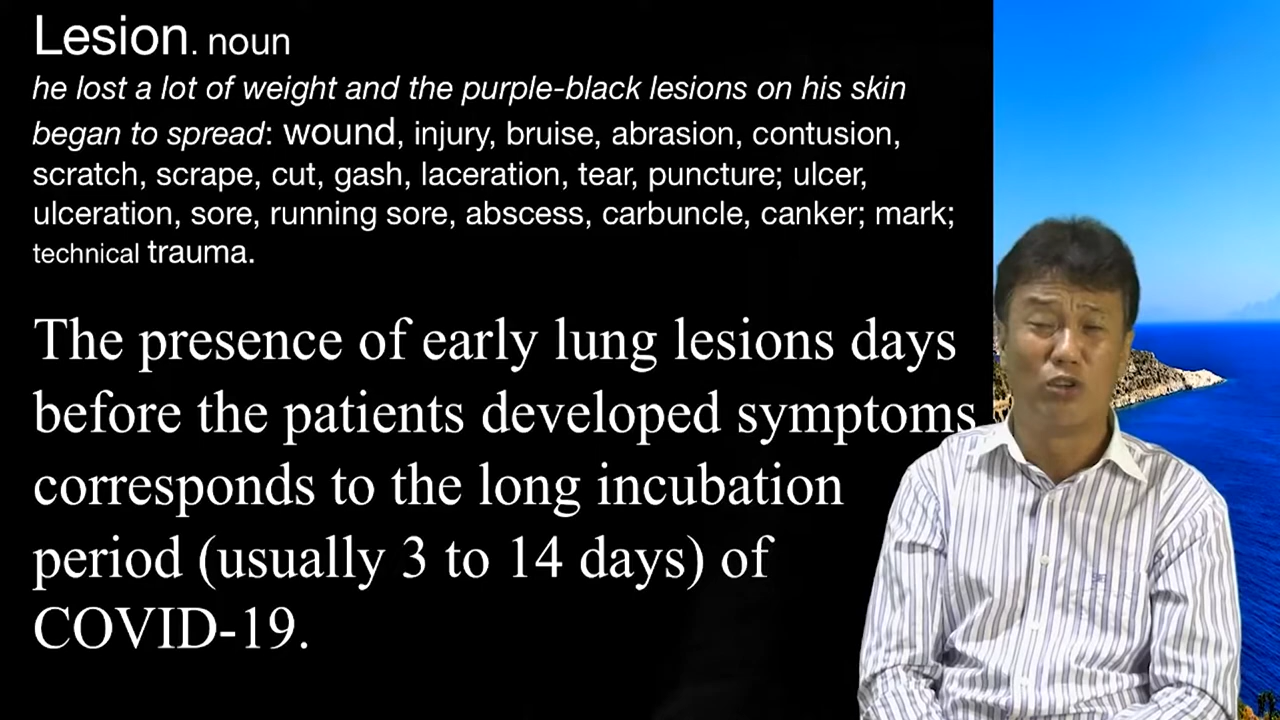 Lesion. noun
he lost a lot of weight and the purple-black lesions on his skin
began to spread: wound, injury, bruise, abrasion, contusion,
scratch, scrape, cut, gash, laceration, tear, puncture; ulcer,
ulceration, sore, running sore, abscess, carbuncle, canker; mark;
technical trauma.
The presence of early lung lesions days
before the patients developed symptoms
corresponds to the long incubation
period (usually 3 to 14 days) of
COVID-19.